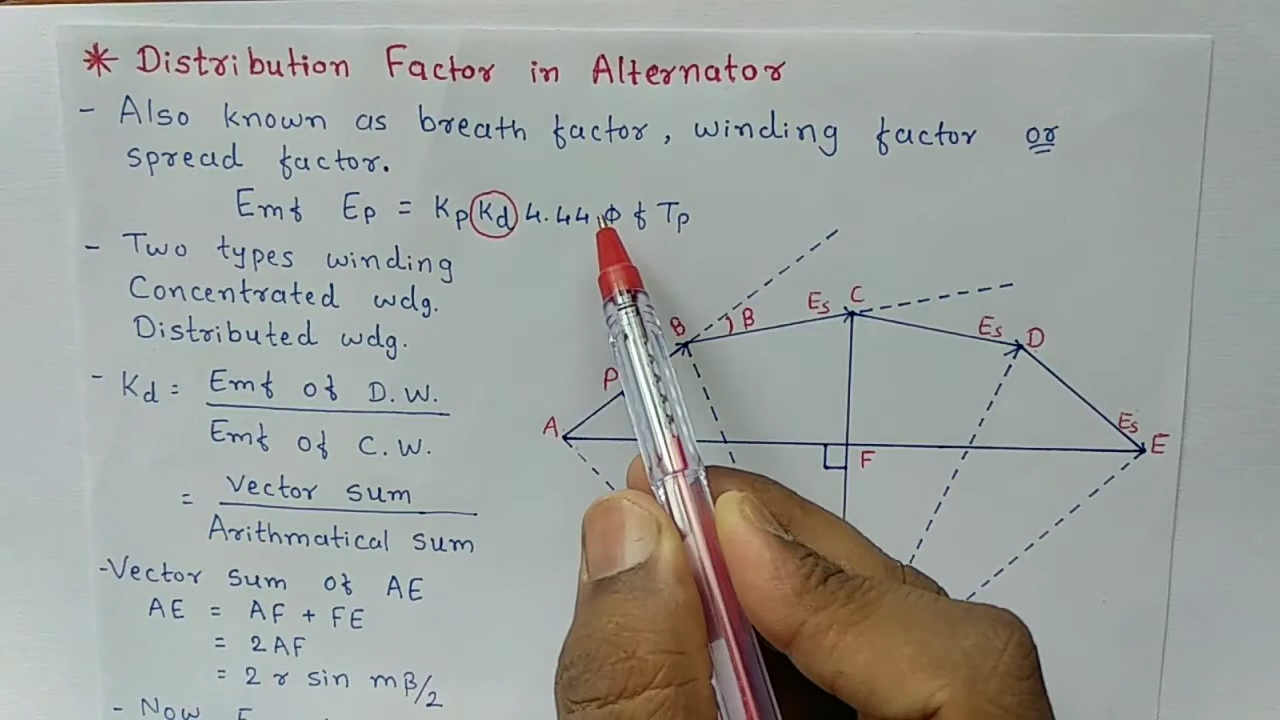 * Distribution Factor in Alternator
- Also known as breath factor, winding factor or
spread factor.
Emf Ep = Kp Kd 4.44 Φ f Tp
- Two types winding
Concentrated wdg.
Distributed wdg.
- Kd = Emf of D.W.
Emf of C.W.
= Vector sum
Arithmatical sum
- Vector sum of AE
AE = AF + FE
= 2AF
= 2 r sin mβ/2
- Now
B β Es C
Es D
P
A
F
Es E